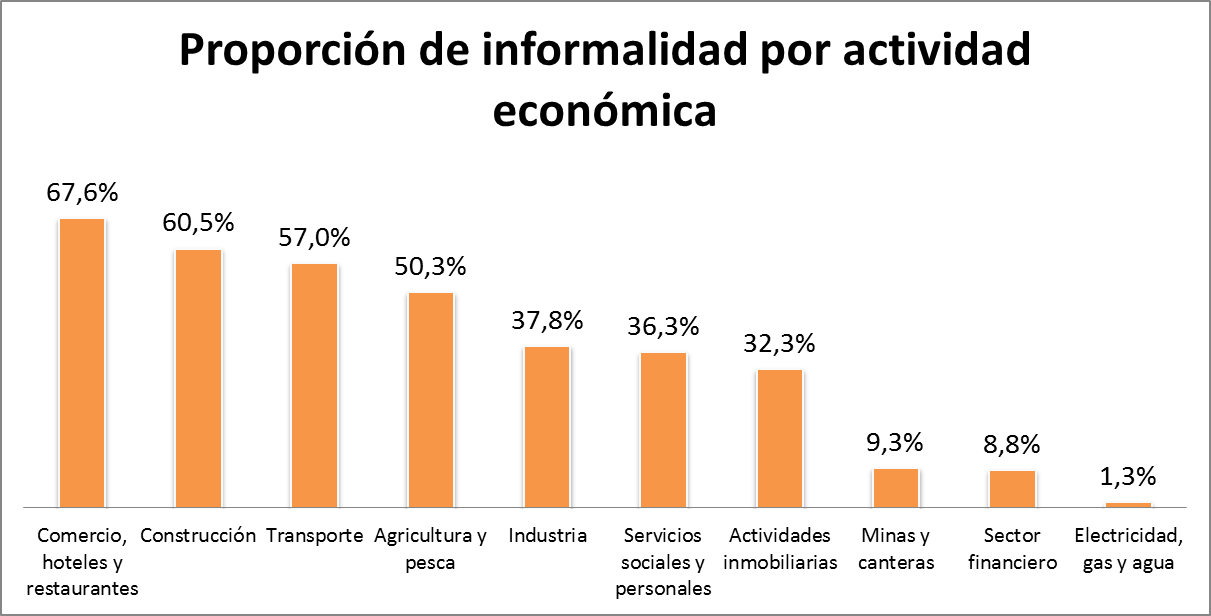 Proporción de informalidad por actividad
económica
67,6%
60,5%
57,0%
50,3%
37,8%
36,3%
32,3%
9,3%
8,8%
1,3%
Comercio,
hoteles y
restaurantes
Construcción
Transporte
Agricultura y
pesca
Industria
Servicios
sociales y
personales
Actividades
inmobiliarias
Minas y
canteras
Sector
financiero
Electricidad,
gas y agua